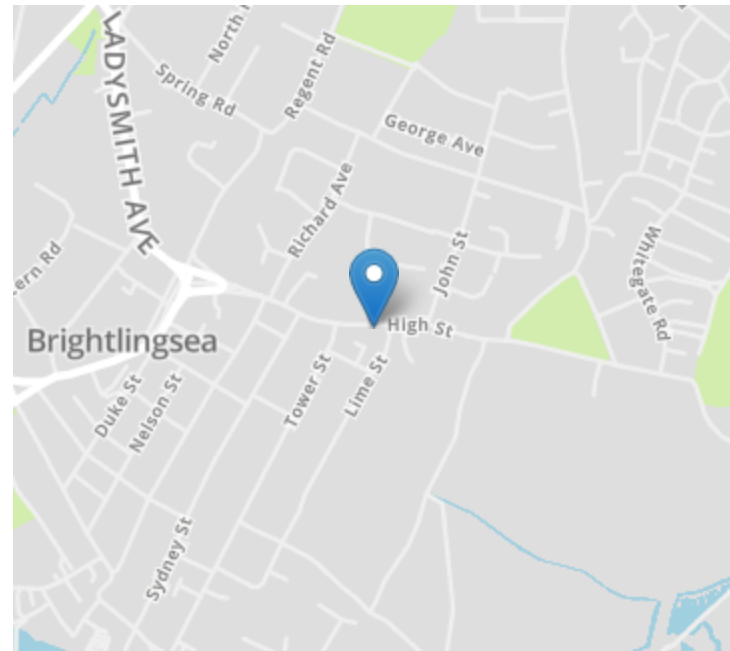 North
LADYSMITH AVE
Spring Rd
Regent Rd
George Ave
Richard Ave
John St
Whitegate Rd
ern Rd
High St
Brightlingsea
Tower St
Lime St
Duke St
Nelson St
Sydney St